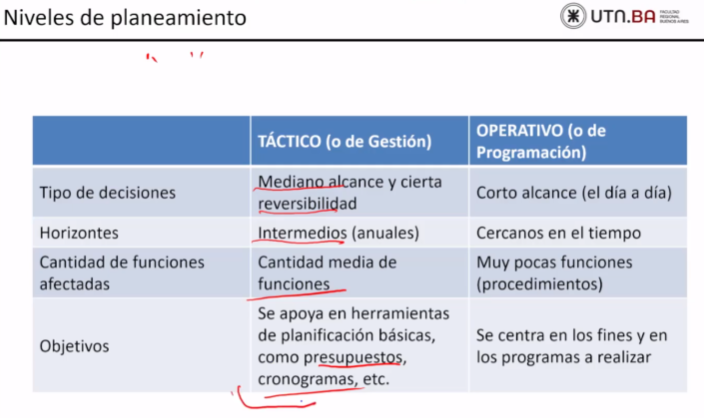 Niveles de planeamiento
UTN.BA
FACULTAD
REGIONAL
BUENOS AIRES
TÁCTICO (o de Gestión)
OPERATIVO (o de
Programación)
Tipo de decisiones
Mediano alcance y cierta
reversibilidad
Corto alcance (el día a día)
Horizontes
Intermedios (anuales)
Cercanos en el tiempo
Cantidad de funciones
afectadas
Cantidad media de
funciones
Muy pocas funciones
(procedimientos)
Objetivos
Se apoya en herramientas
de planificación básicas,
como presupuestos,
cronogramas, etc.
Se centra en los fines y en
los programas a realizar